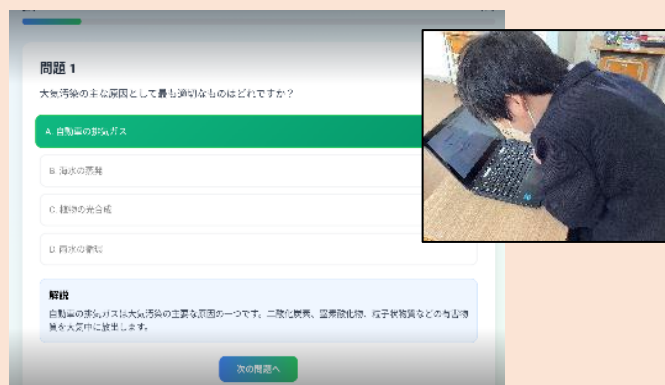 問題 1
大気汚染の主な原因として最も適切なものはどれですか？
A. 自動車の排気ガス
B. 海水の蒸発
C. 植物の光合成
D. 雨水の循環
解説
自動車の排気ガスは大気汚染の主要な原因の一つです。二酸化炭素、窒素酸化物、粒子状物質などの有害物
質を大気中に放出します。
次の問題へ